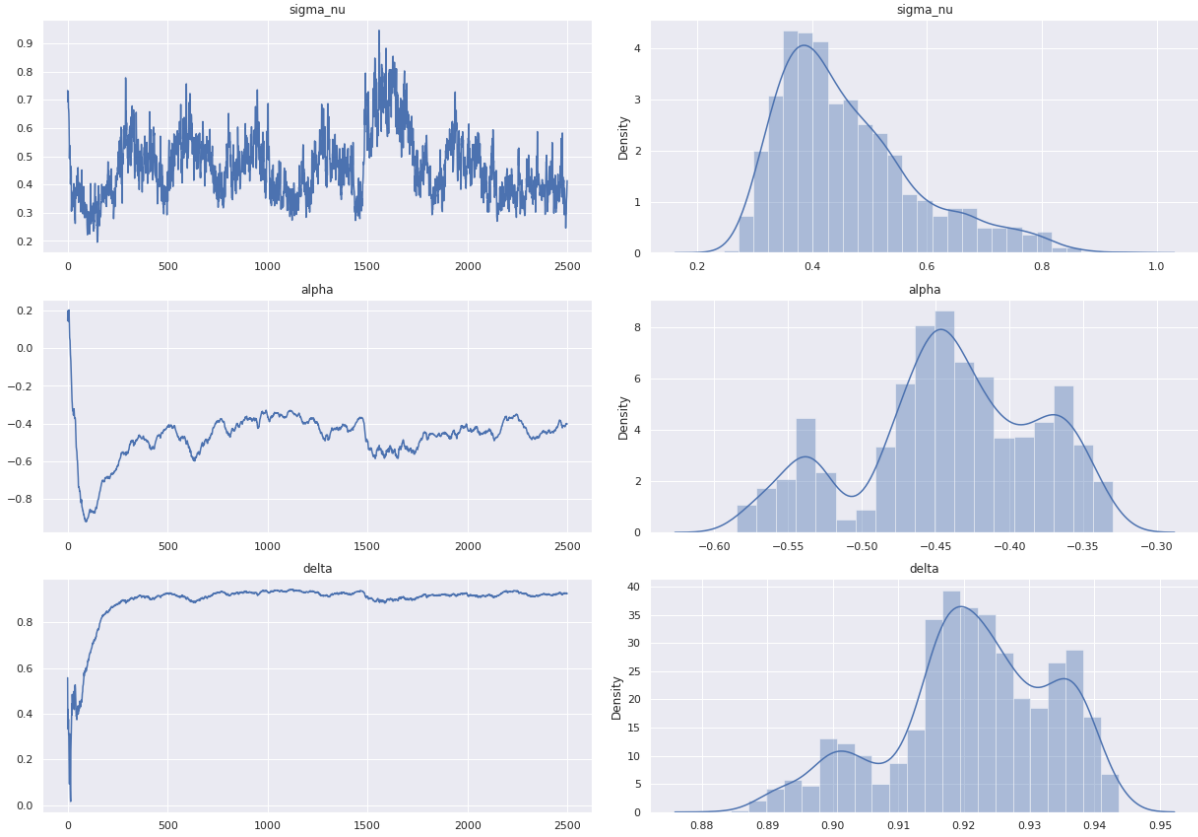 sigma_nu
0.9
0.8
0.7
0.6
0.5
0.4
0.3
0.2
0 500 1000 1500 2000 2500
sigma_nu
Density
4
3
2
1
0
0.2 0.4 0.6 0.8 1.0
alpha
0.2
0.0
−0.2
−0.4
−0.6
−0.8
0 500 1000 1500 2000 2500
alpha
Density
8
6
4
2
0
−0.60 −0.55 −0.50 −0.45 −0.40 −0.35 −0.30
delta
0.8
0.6
0.4
0.2
0.0
0 500 1000 1500 2000 2500
delta
Density
40
35
30
25
20
15
10
5
0
0.88 0.89 0.90 0.91 0.92 0.93 0.94 0.95